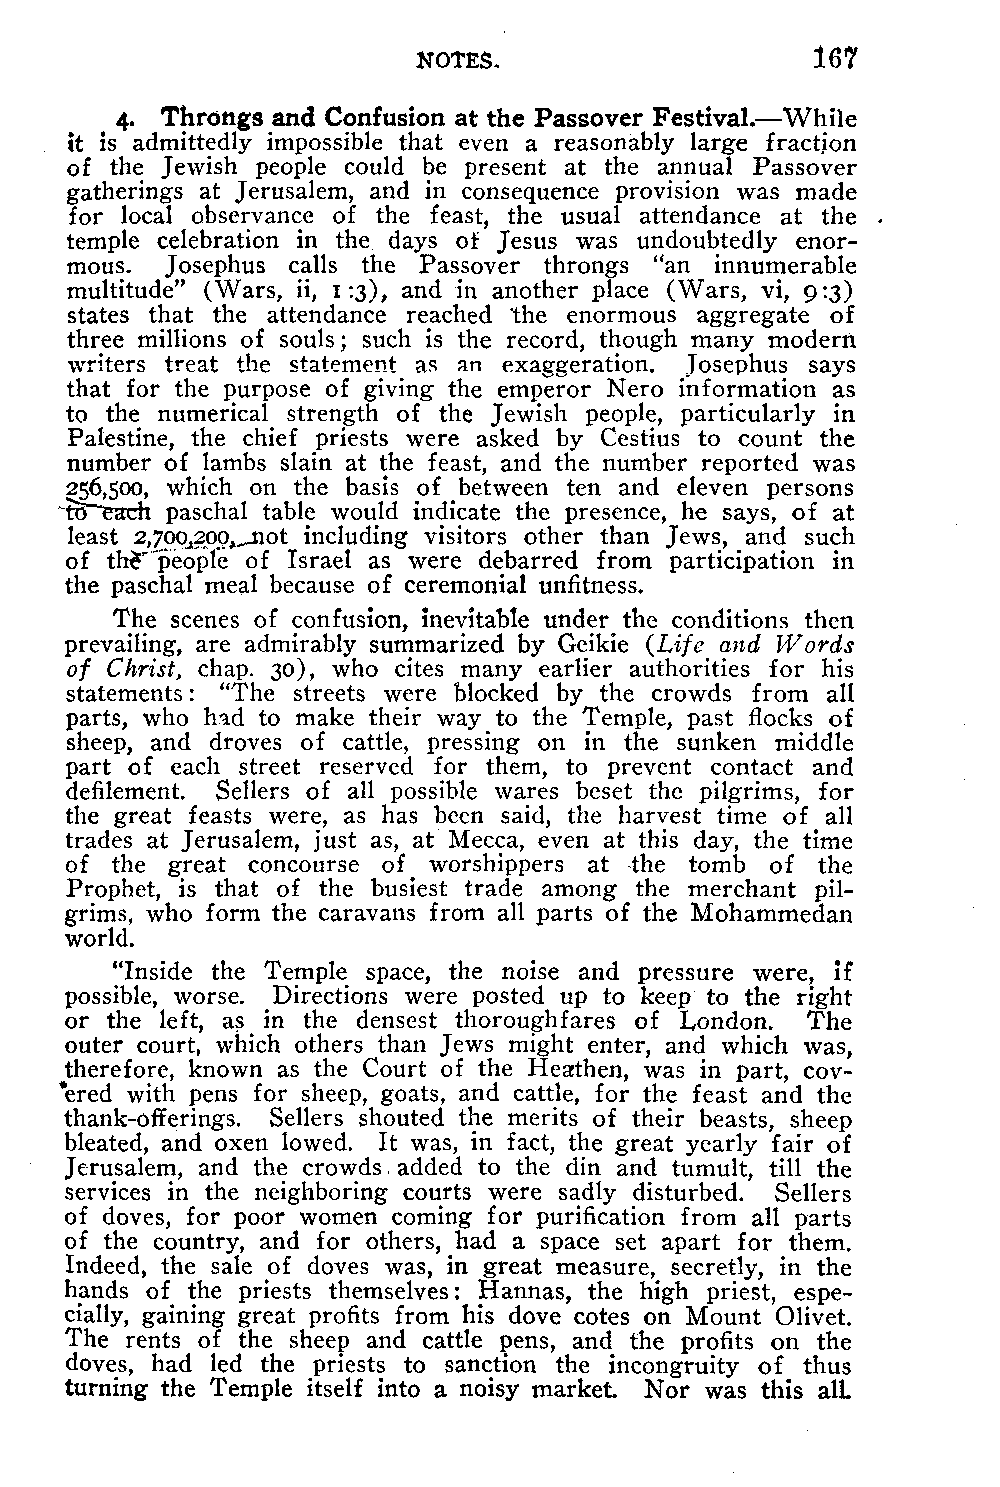 NOTES. 167
4. Throngs and Confusion at the Passover Festival.—While
it is admittedly impossible that even a reasonably large fraction
of the Jewish people could be present at the annual Passover
gatherings at Jerusalem, and in consequence provision was made
for local observance of the feast, the usual attendance at the
temple celebration in the days of Jesus was undoubtedly enor-
mous. Josephus calls the Passover throngs “an innumerable
multitude” (Wars, ii, 1:3), and in another place (Wars, vi, 9:3)
states that the attendance reached the enormous aggregate of
three millions of souls; such is the record, though many modern
writers treat the statement as an exaggeration. Josephus says
that for the purpose of giving the emperor Nero information as
to the numerical strength of the Jewish people, particularly in
Palestine, the chief priests were asked by Cestius to count the
number of lambs slain at the feast, and the number reported was
256,500, which on the basis of between ten and eleven persons
to each paschal table would indicate the presence, he says, of at
least 2,700,200, not including visitors other than Jews, and such
of the people of Israel as were debarred from participation in
the paschal meal because of ceremonial unfitness.
The scenes of confusion, inevitable under the conditions then
prevailing, are admirably summarized by Geikie (Life and Words
of Christ, chap. 30), who cites many earlier authorities for his
statements: “The streets were blocked by the crowds from all
parts, who had to make their way to the Temple, past flocks of
sheep, and droves of cattle, pressing on in the sunken middle
part of each street reserved for them, to prevent contact and
defilement. Sellers of all possible wares beset the pilgrims, for
the great feasts were, as has been said, the harvest time of all
trades at Jerusalem, just as, at Mecca, even at this day, the time
of the great concourse of worshippers at the tomb of the
Prophet, is that of the busiest trade among the merchant pil-
grims, who form the caravans from all parts of the Mohammedan
world.
“Inside the Temple space, the noise and pressure were, if
possible, worse. Directions were posted up to keep to the right
or the left, as in the densest thoroughfares of London. The
outer court, which others than Jews might enter, and which was,
therefore, known as the Court of the Heathen, was in part, cov-
ered with pens for sheep, goats, and cattle, for the feast and the
thank-offerings. Sellers shouted the merits of their beasts, sheep
bleated, and oxen lowed. It was, in fact, the great yearly fair of
Jerusalem, and the crowds added to the din and tumult, till the
services in the neighboring courts were sadly disturbed. Sellers
of doves, for poor women coming for purification from all parts
of the country, and for others, had a space set apart for them.
Indeed, the sale of doves was, in great measure, secretly, in the
hands of the priests themselves: Hannas, the high priest, espe-
cially, gaining great profits from his dove cotes on Mount Olivet.
The rents of the sheep and cattle pens, and the profits on the
doves, had led the priests to sanction the incongruity of thus
turning the Temple itself into a noisy market. Nor was this all.